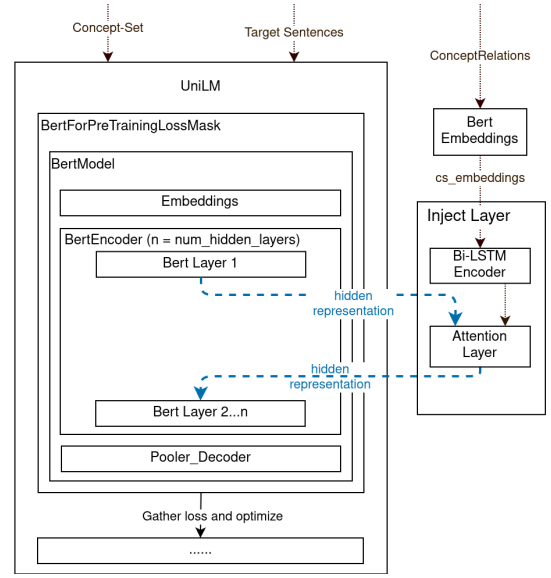 Concept-Set
Target Sentences
ConceptRelations
UniLM
BertForPreTrainingLossMask
Bert
Embeddings
BertModel
cs_embeddings
Embeddings
Inject Layer
BertEncoder (n = num_hidden_layers)
Bert Layer 1
Bi-LSTM
Encoder
hidden
representation
Attention
Layer
hidden
representation
Bert Layer 2...n
Pooler_Decoder
Gather loss and optimize
......